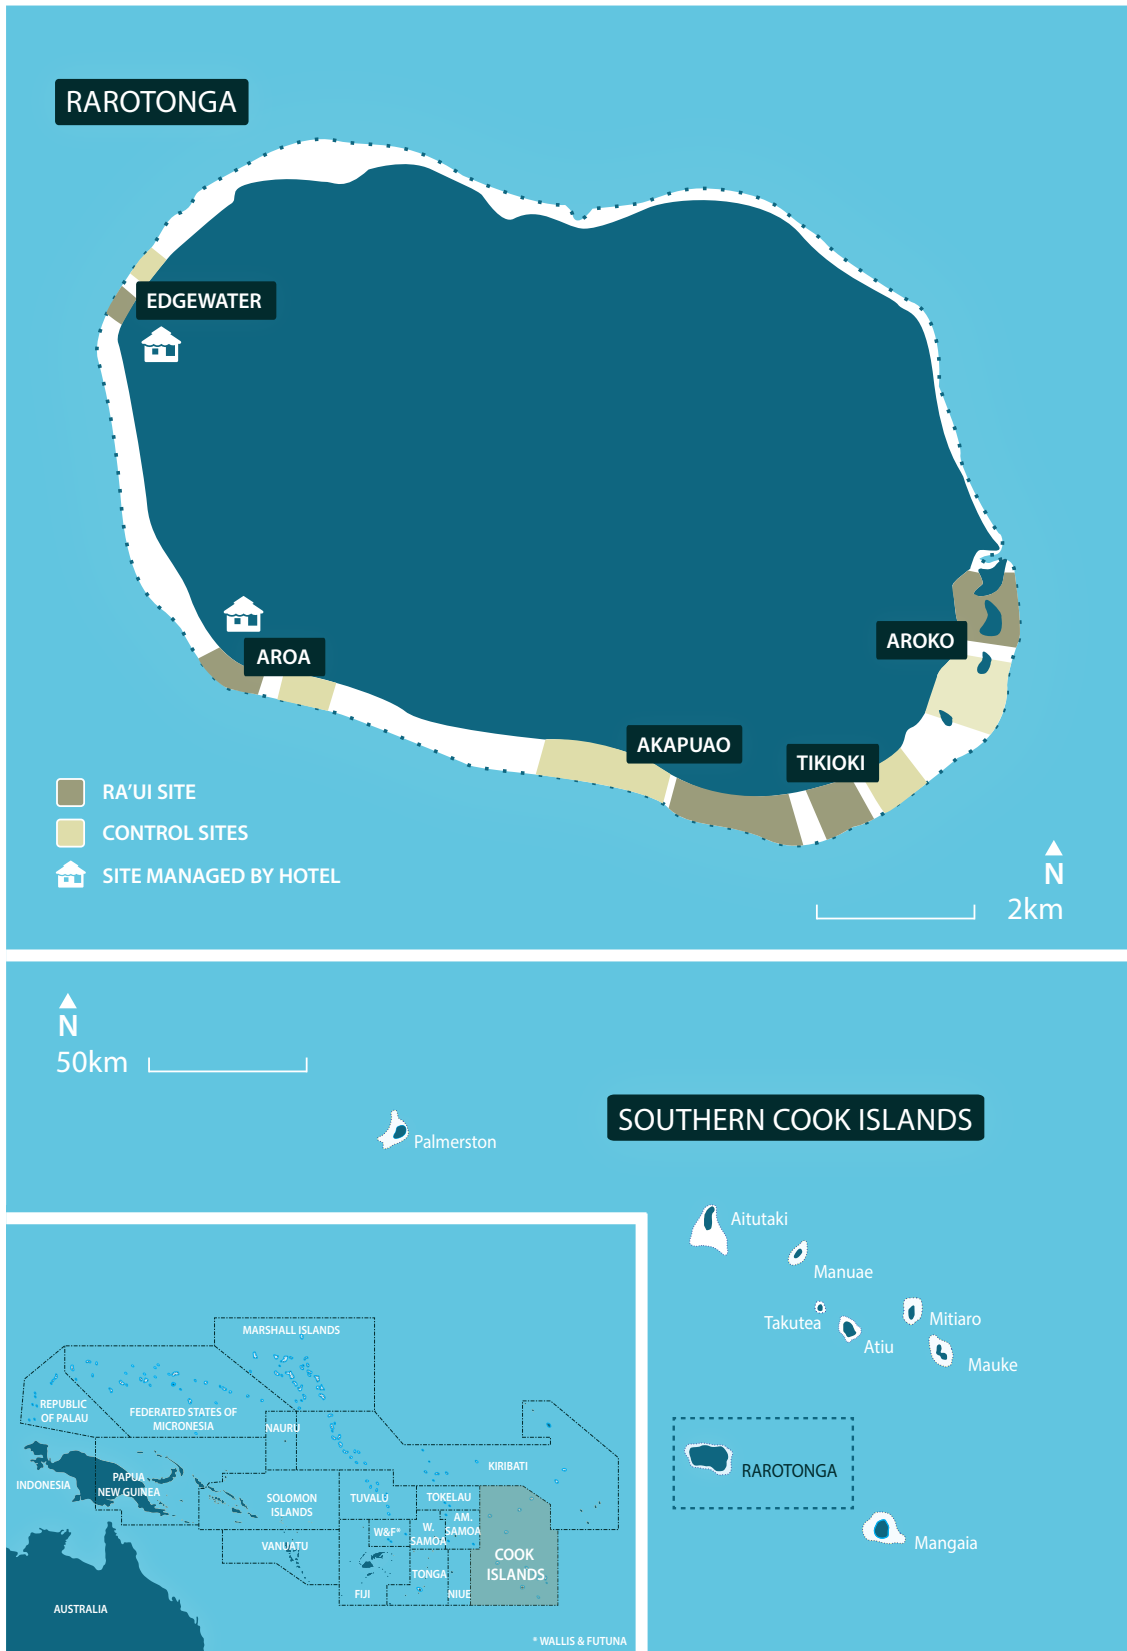 RAROTONGA
EDGEWATER
AROA
AROKO
AKAPUAO
TIKIOKI
RA'UI SITE
CONTROL SITES
SITE MANAGED BY HOTEL
N
2km
N
50km
SOUTHERN COOK ISLANDS
Palmerston
Aitutaki
Manuae
Takutea
Mitiaro
Atiu
Mauke
RAROTONGA
Mangaia
MARSHALL ISLANDS
REPUBLIC
OF PALAU
FEDERATED STATES OF
MICRONESIA
NAURU
KIRIBATI
INDONESIA
PAPUA
NEW GUINEA
SOLOMON
ISLANDS
TUVALU
TOKELAU
W&F*
W.
SAMOA
AM.
SAMOA
VANUATU
COOK
ISLANDS
TONGA
FIJI
NIUE
AUSTRALIA
* WALLIS & FUTUNA